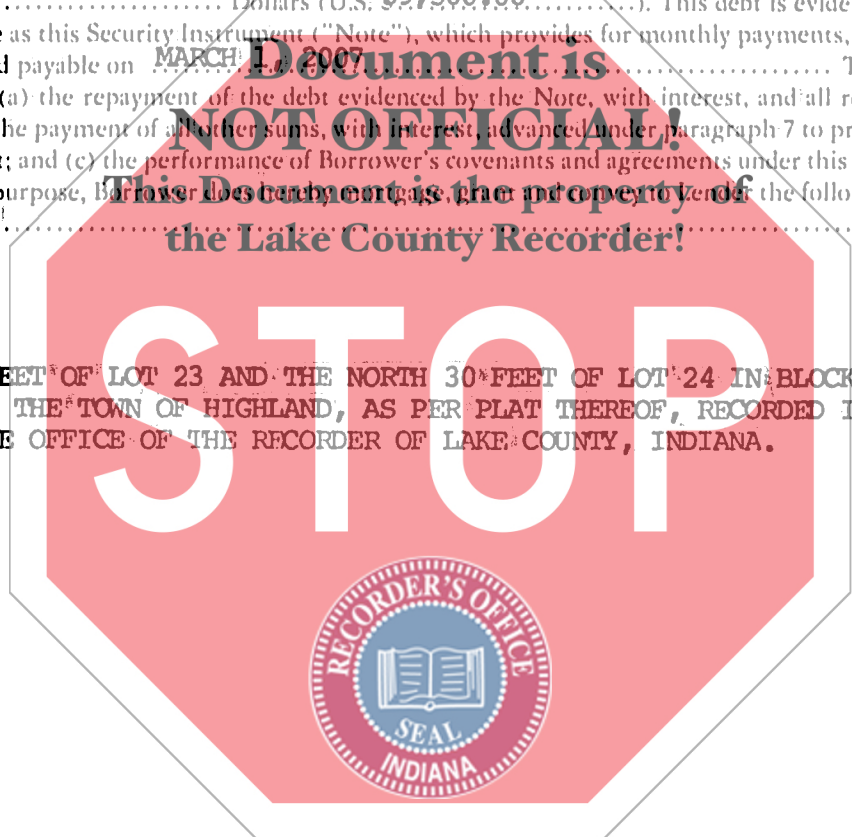 Dollars (U.S. ). This debt is evide
as this Security Instrument ("Note"), which provides for monthly payments,
d payable on MARCH 1, 2007
(a) the repayment of the debt evidenced by the Note, with interest, and all r
he payment of all other sums, with interest, advanced under paragraph 7 to pr
t; and (c) the performance of Borrower's covenants and agreements under this
purpose, Borrower does hereby mortgage, grant and convey to Lender the follo
Document is
NOT OFFICIAL!
This Document is the property of
the Lake County Recorder!
STOP
EET OF LOT 23 AND THE NORTH 30 FEET OF LOT 24 IN BLOCK
THE TOWN OF HIGHLAND, AS PER PLAT THEREOF, RECORDED I
E OFFICE OF THE RECORDER OF LAKE COUNTY, INDIANA.
RECORDER'S OFFICE
SEAL
INDIANA